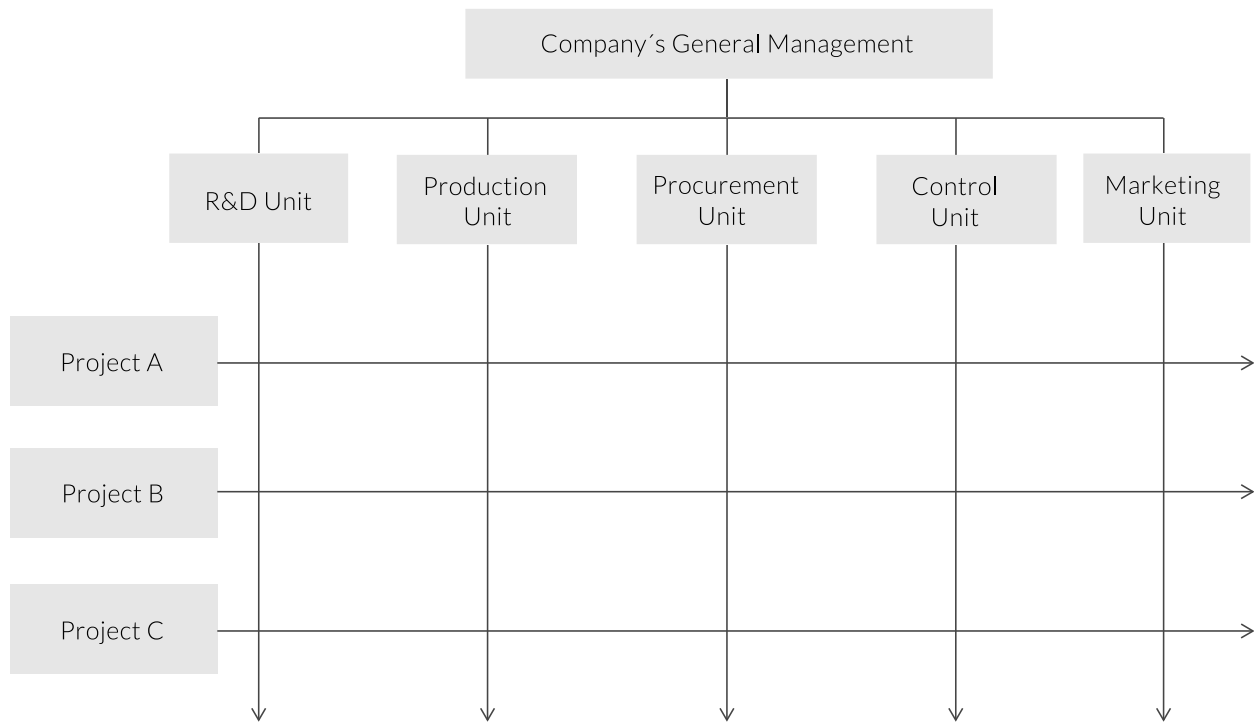 Company´s General Management
R&D Unit
Production
Unit
Procurement
Unit
Control
Unit
Marketing
Unit
Project A
Project B
Project C